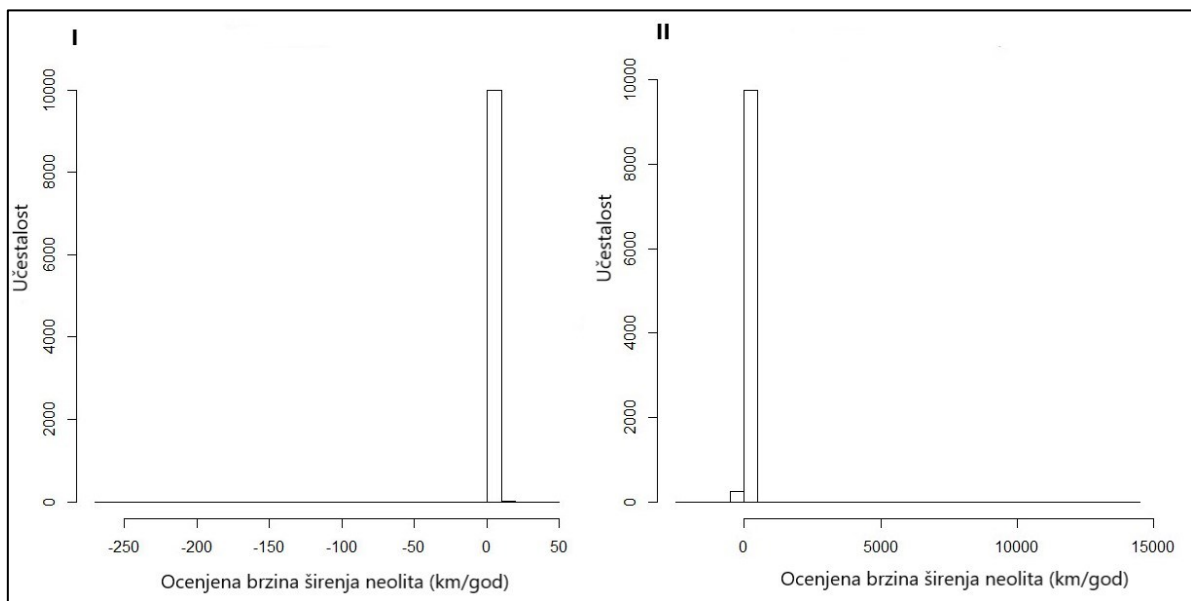 I
II
10000
8000
6000
4000
2000
0
Učestalost
-250 -200 -150 -100 -50 0 50
Ocenjena brzina širenja neolita (km/god)
10000
8000
6000
4000
2000
0
Učestalost
0 5000 10000 15000
Ocenjena brzina širenja neolita (km/god)